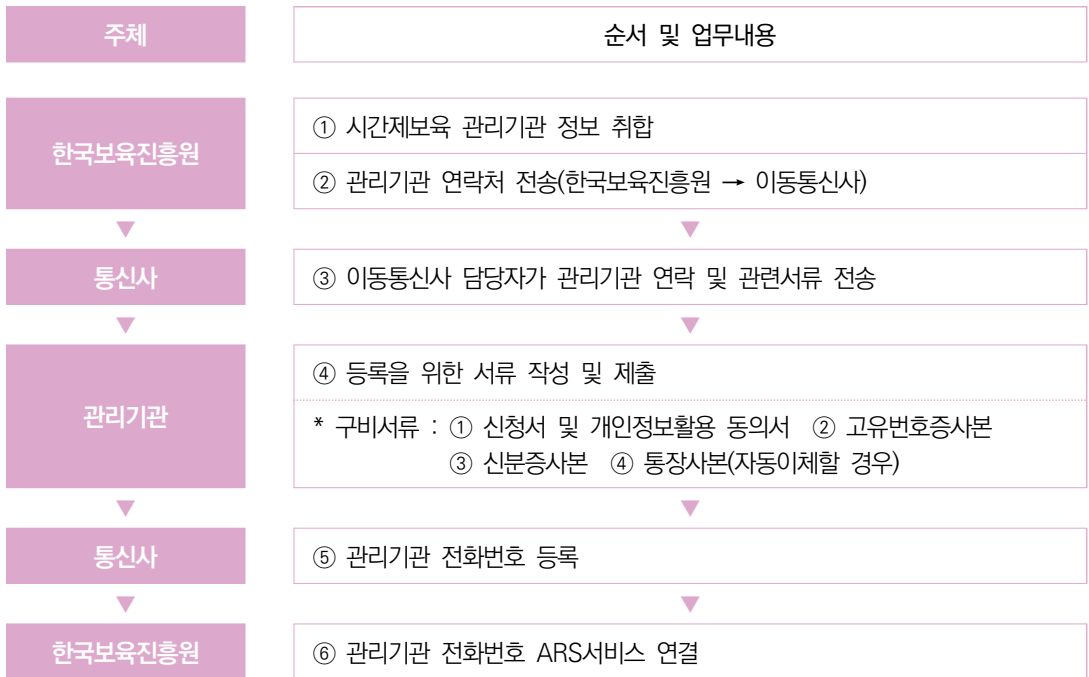 주체
순서 및 업무내용
한국보육진흥원
① 시간제보육 관리기관 정보 취합
② 관리기관 연락처 전송(한국보육진흥원 → 이동통신사)
▼ ▼
통신사
③ 이동통신사 담당자가 관리기관 연락 및 관련서류 전송
▼ ▼
관리기관
④ 등록을 위한 서류 작성 및 제출
* 구비서류 : ① 신청서 및 개인정보활용 동의서 ② 고유번호증사본
③ 신분증사본 ④ 통장사본(자동이체할 경우)
▼ ▼
통신사
⑤ 관리기관 전화번호 등록
▼ ▼
한국보육진흥원
⑥ 관리기관 전화번호 ARS서비스 연결